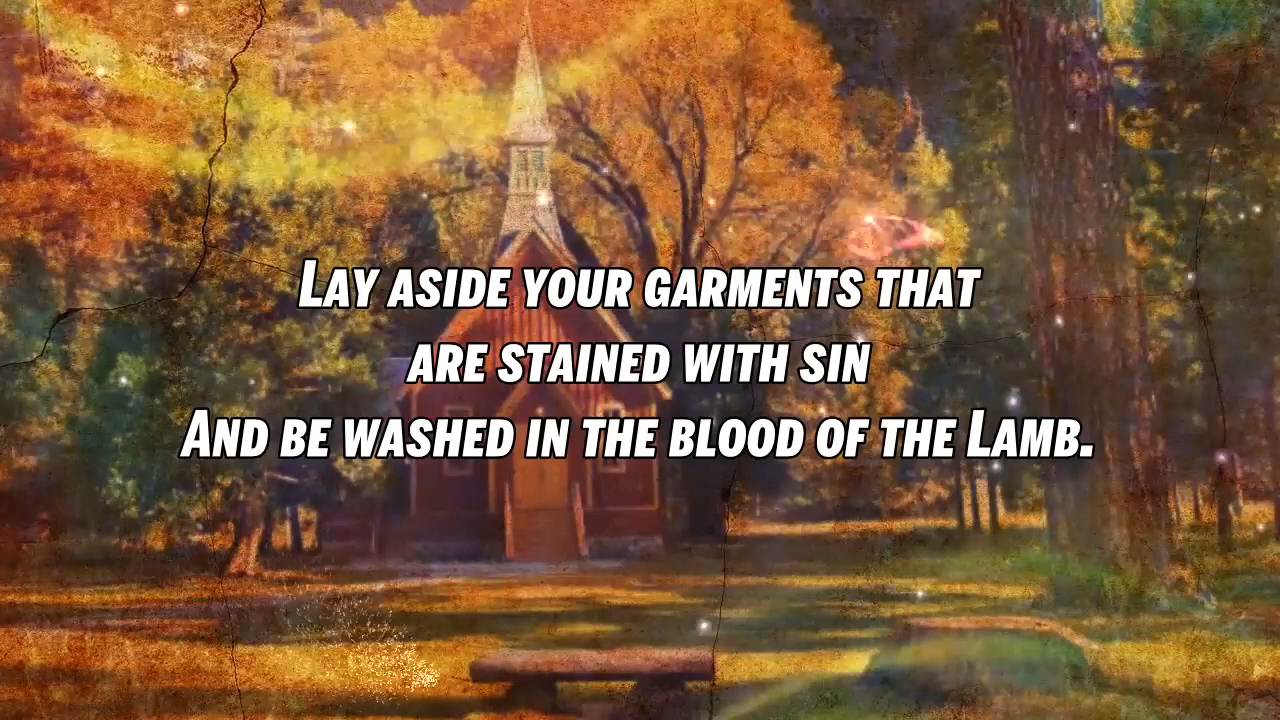 Lay aside your garments that
are stained with sin
And be washed in the blood of the Lamb.